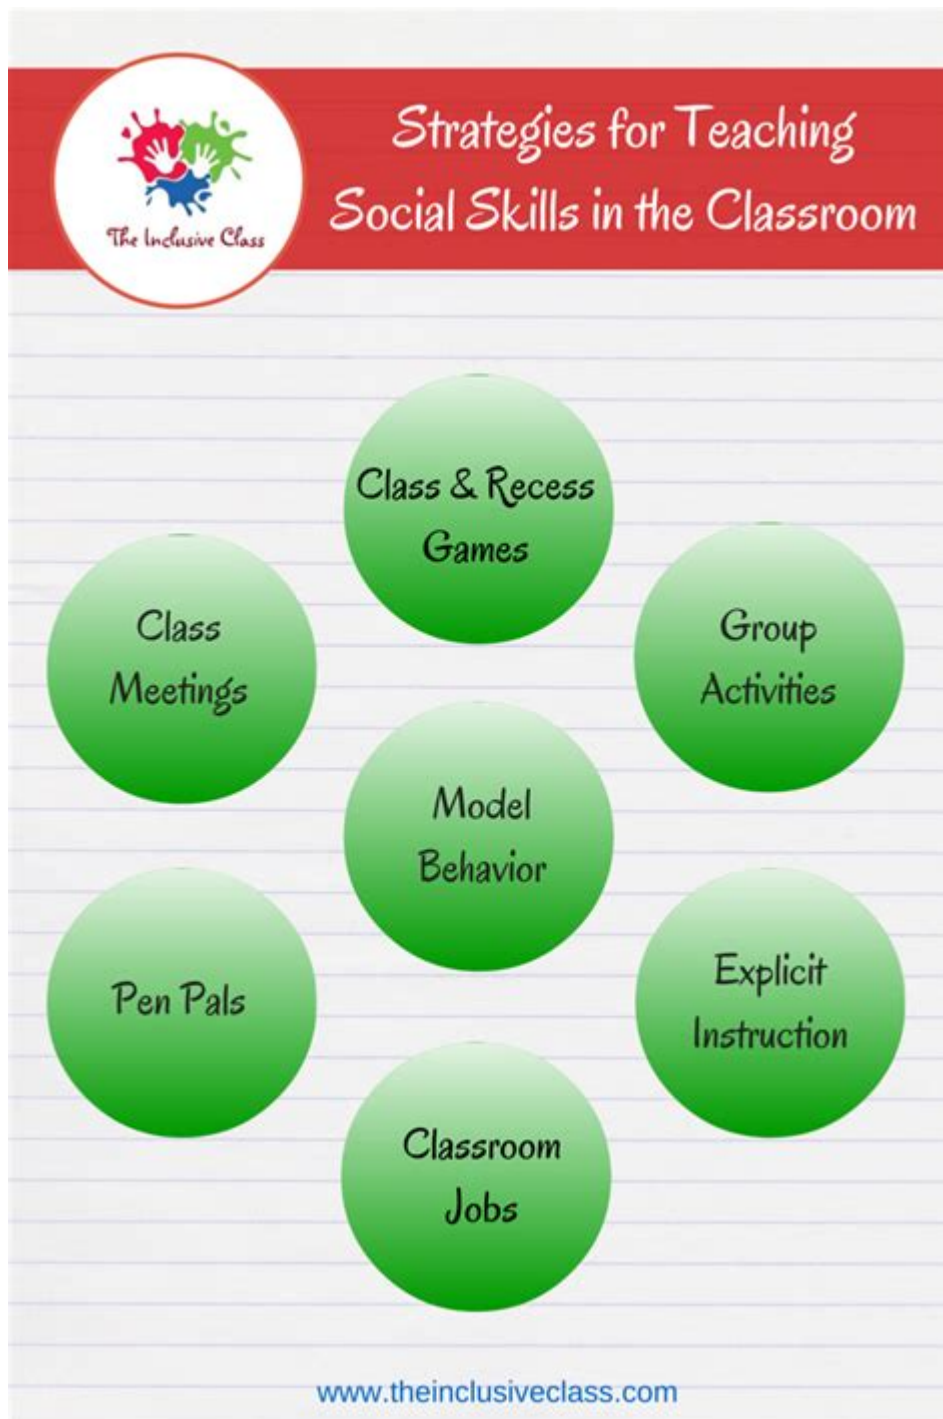 The Inclusive Class
Strategies for Teaching
Social Skills in the Classroom
Class & Recess
Games
Class
Meetings
Group
Activities
Model
Behavior
Pen Pals
Explicit
Instruction
Classroom
Jobs
www.theinclusiveclass.com